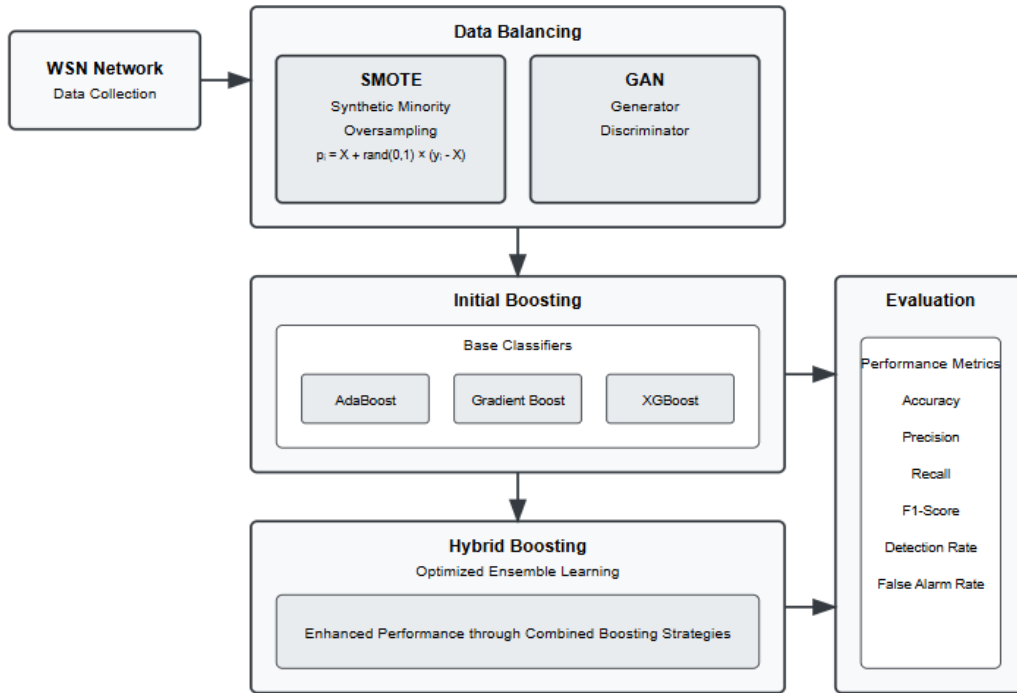 WSN Network
Data Collection
Data Balancing
SMOTE
Synthetic Minority
Oversampling
pᵢ = X + rand(0,1) × (yᵢ - X)
GAN
Generator
Discriminator
Initial Boosting
Base Classifiers
AdaBoost
Gradient Boost
XGBoost
Hybrid Boosting
Optimized Ensemble Learning
Enhanced Performance through Combined Boosting Strategies
Evaluation
Performance Metrics
Accuracy
Precision
Recall
F1-Score
Detection Rate
False Alarm Rate